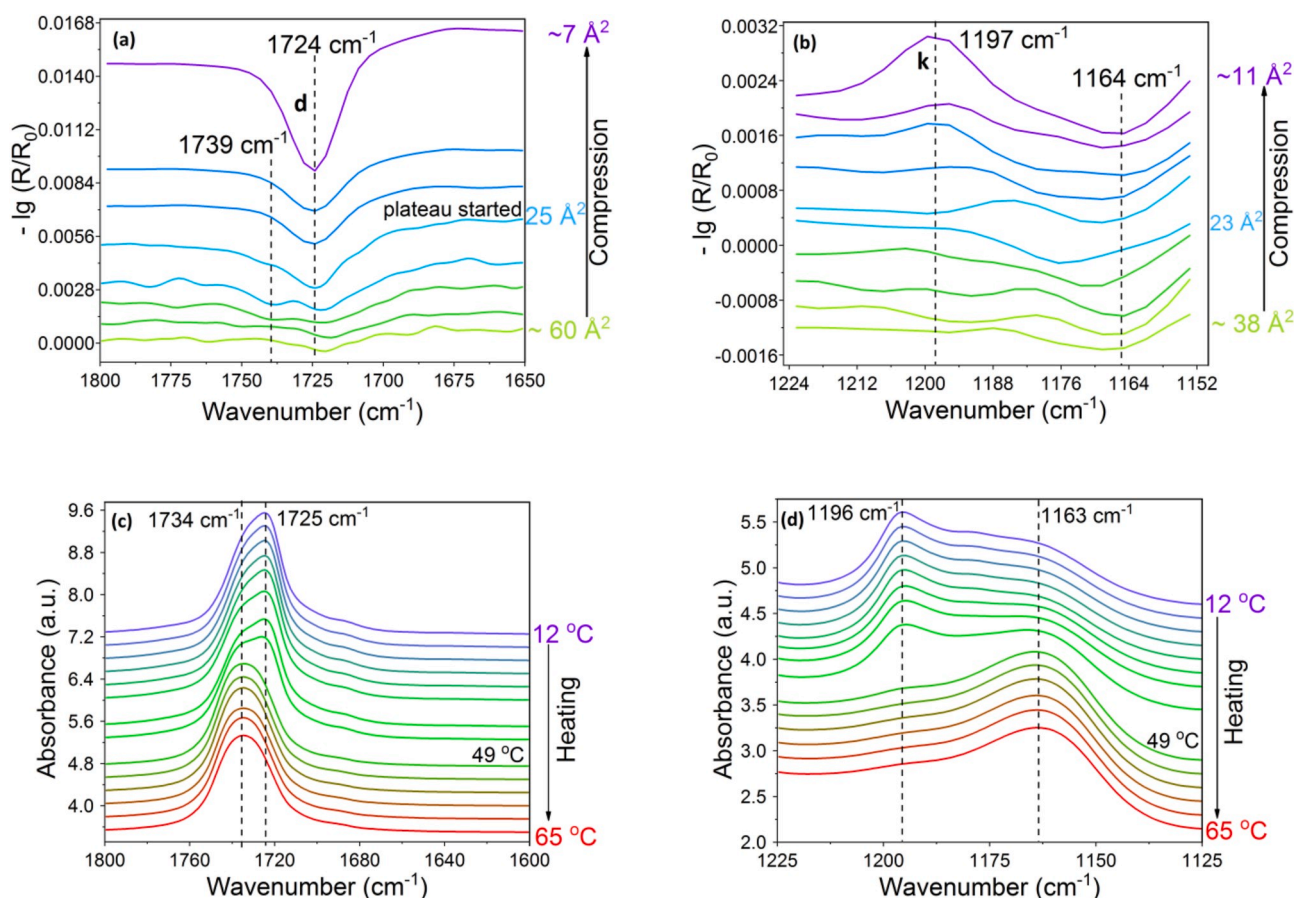 (a)
1724 cm⁻¹
d
1739 cm⁻¹
plateau started
~7 Å²
25 Å²
~ 60 Å²
Compression
- lg (R/R₀)
0.0168
0.0140
0.0112
0.0084
0.0056
0.0028
0.0000
1800 1775 1750 1725 1700 1675 1650
Wavenumber (cm⁻¹)
(b)
1197 cm⁻¹
k
1164 cm⁻¹
~11 Å²
23 Å²
~ 38 Å²
Compression
- lg (R/R₀)
0.0032
0.0024
0.0016
0.0008
0.0000
-0.0008
-0.0016
1224 1212 1200 1188 1176 1164 1152
Wavenumber (cm⁻¹)
(c)
1734 cm⁻¹ 1725 cm⁻¹
12 °C
49 °C
65 °C
Heating
Absorbance (a.u.)
9.6
8.8
8.0
7.2
6.4
5.6
4.8
4.0
1800 1760 1720 1680 1640 1600
Wavenumber (cm⁻¹)
(d)
1196 cm⁻¹ 1163 cm⁻¹
12 °C
49 °C
65 °C
Heating
Absorbance (a.u.)
5.5
5.0
4.5
4.0
3.5
3.0
2.5
2.0
1225 1200 1175 1150 1125
Wavenumber (cm⁻¹)